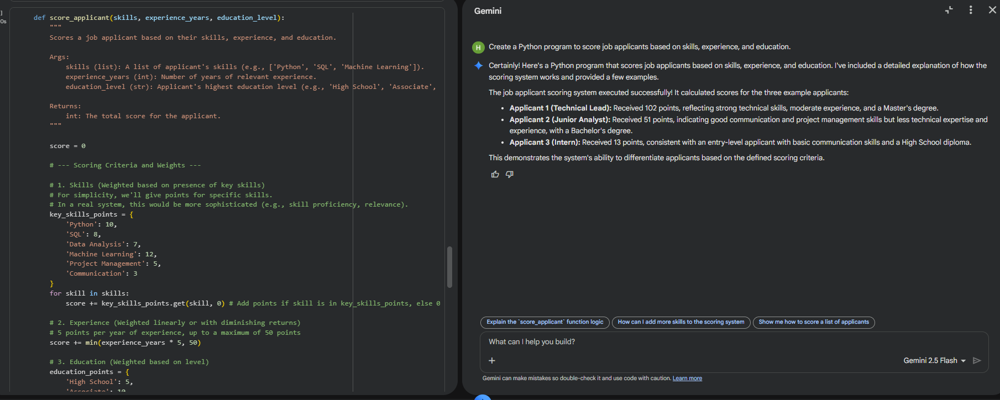 ]
0s
def score_applicant(skills, experience_years, education_level):
"""
Scores a job applicant based on their skills, experience, and education.
Args:
skills (list): A list of applicant's skills (e.g., ['Python', 'SQL', 'Machine Learning']).
experience_years (int): Number of years of relevant experience.
education_level (str): Applicant's highest education level (e.g., 'High School', 'Associate',
Returns:
int: The total score for the applicant.
"""
score = 0
# --- Scoring Criteria and Weights ---
# 1. Skills (Weighted based on presence of key skills)
# For simplicity, we'll give points for specific skills.
# In a real system, this would be more sophisticated (e.g., skill proficiency, relevance).
key_skills_points = {
'Python': 10,
'SQL': 8,
'Data Analysis': 7,
'Machine Learning': 12,
'Project Management': 5,
'Communication': 3
}
for skill in skills:
score += key_skills_points.get(skill, 0) # Add points if skill is in key_skills_points, else 0
# 2. Experience (Weighted linearly or with diminishing returns)
# 5 points per year of experience, up to a maximum of 50 points
score += min(experience_years * 5, 50)
# 3. Education (Weighted based on level)
education_points = {
'High School': 5,
'Associate': 10
Gemini
H
Create a Python program to score job applicants based on skills, experience, and education.
Certainly! Here's a Python program that scores job applicants based on skills, experience, and education. I've included a detailed explanation of how the
scoring system works and provided a few examples.
The job applicant scoring system executed successfully! It calculated scores for the three example applicants:
• Applicant 1 (Technical Lead): Received 102 points, reflecting strong technical skills, moderate experience, and a Master's degree.
• Applicant 2 (Junior Analyst): Received 51 points, indicating good communication and project management skills but less technical expertise and
experience, with a Bachelor's degree.
• Applicant 3 (Intern): Received 13 points, consistent with an entry-level applicant with basic communication skills and a High School diploma.
This demonstrates the system's ability to differentiate applicants based on the defined scoring criteria.
Explain the `score_applicant` function logic
How can I add more skills to the scoring system
Show me how to score a list of applicants
What can I help you build?
Gemini 2.5 Flash
Gemini can make mistakes so double-check it and use code with caution. Learn more